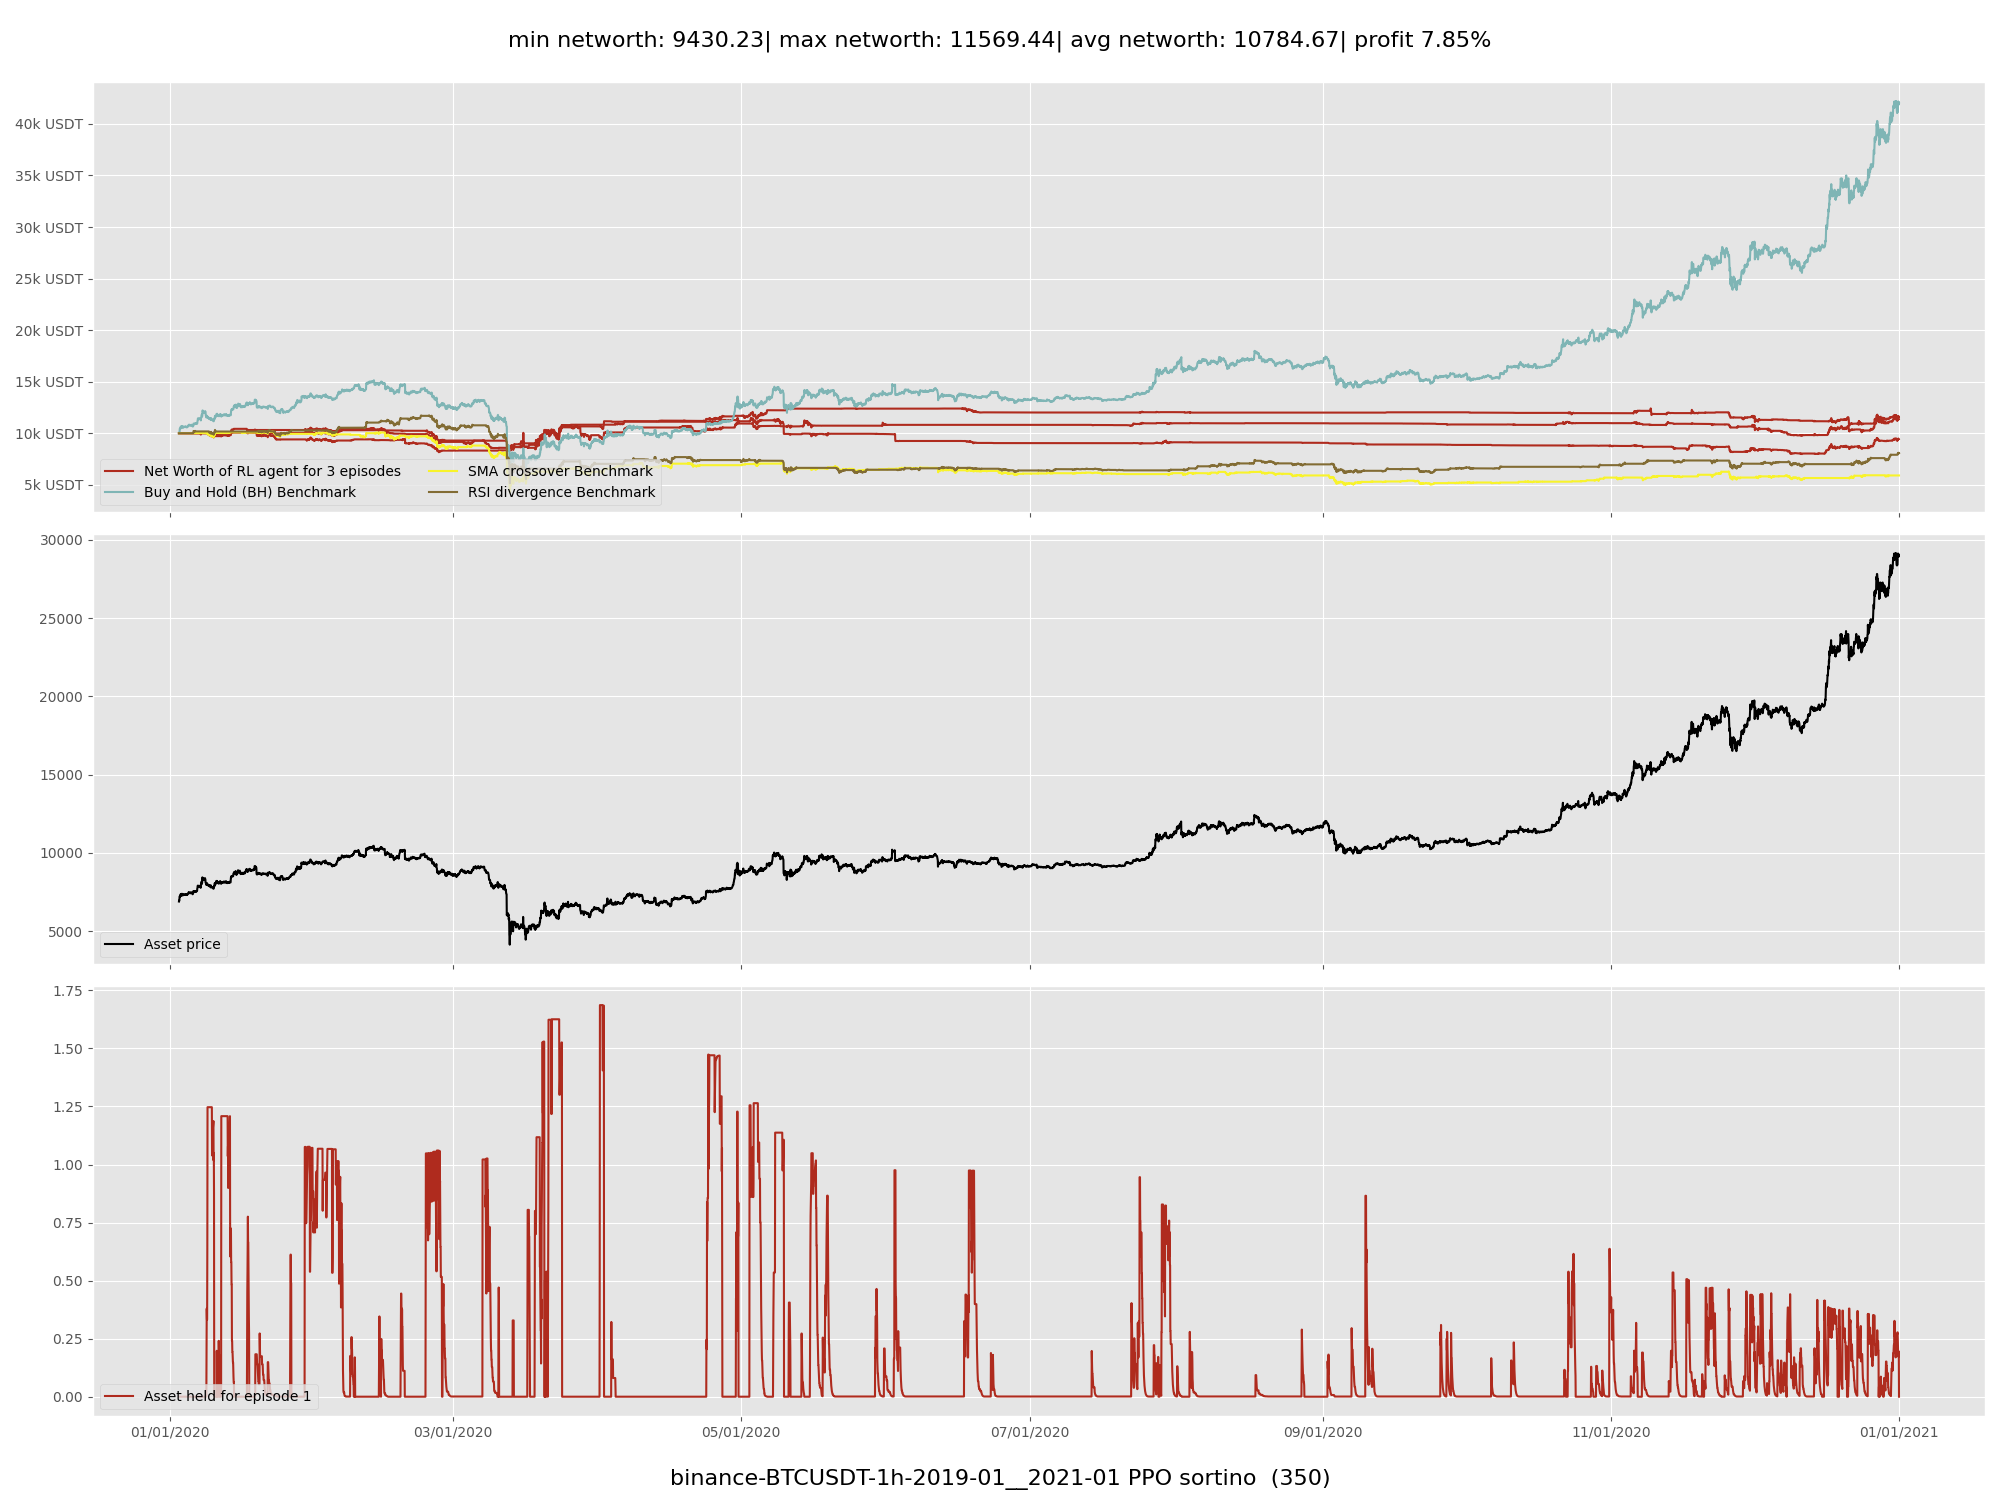 min networth: 9430.23| max networth: 11569.44| avg networth: 10784.67| profit 7.85%
40k USDT
35k USDT
30k USDT
25k USDT
20k USDT
15k USDT
10k USDT
5k USDT
Net Worth of RL agent for 3 episodes
Buy and Hold (BH) Benchmark
SMA crossover Benchmark
RSI divergence Benchmark
30000
25000
20000
15000
10000
5000
Asset price
1.75
1.50
1.25
1.00
0.75
0.50
0.25
0.00
Asset held for episode 1
01/01/2020 03/01/2020 05/01/2020 07/01/2020 09/01/2020 11/01/2020 01/01/2021
binance-BTCUSDT-1h-2019-01__2021-01 PPO sortino  (350)